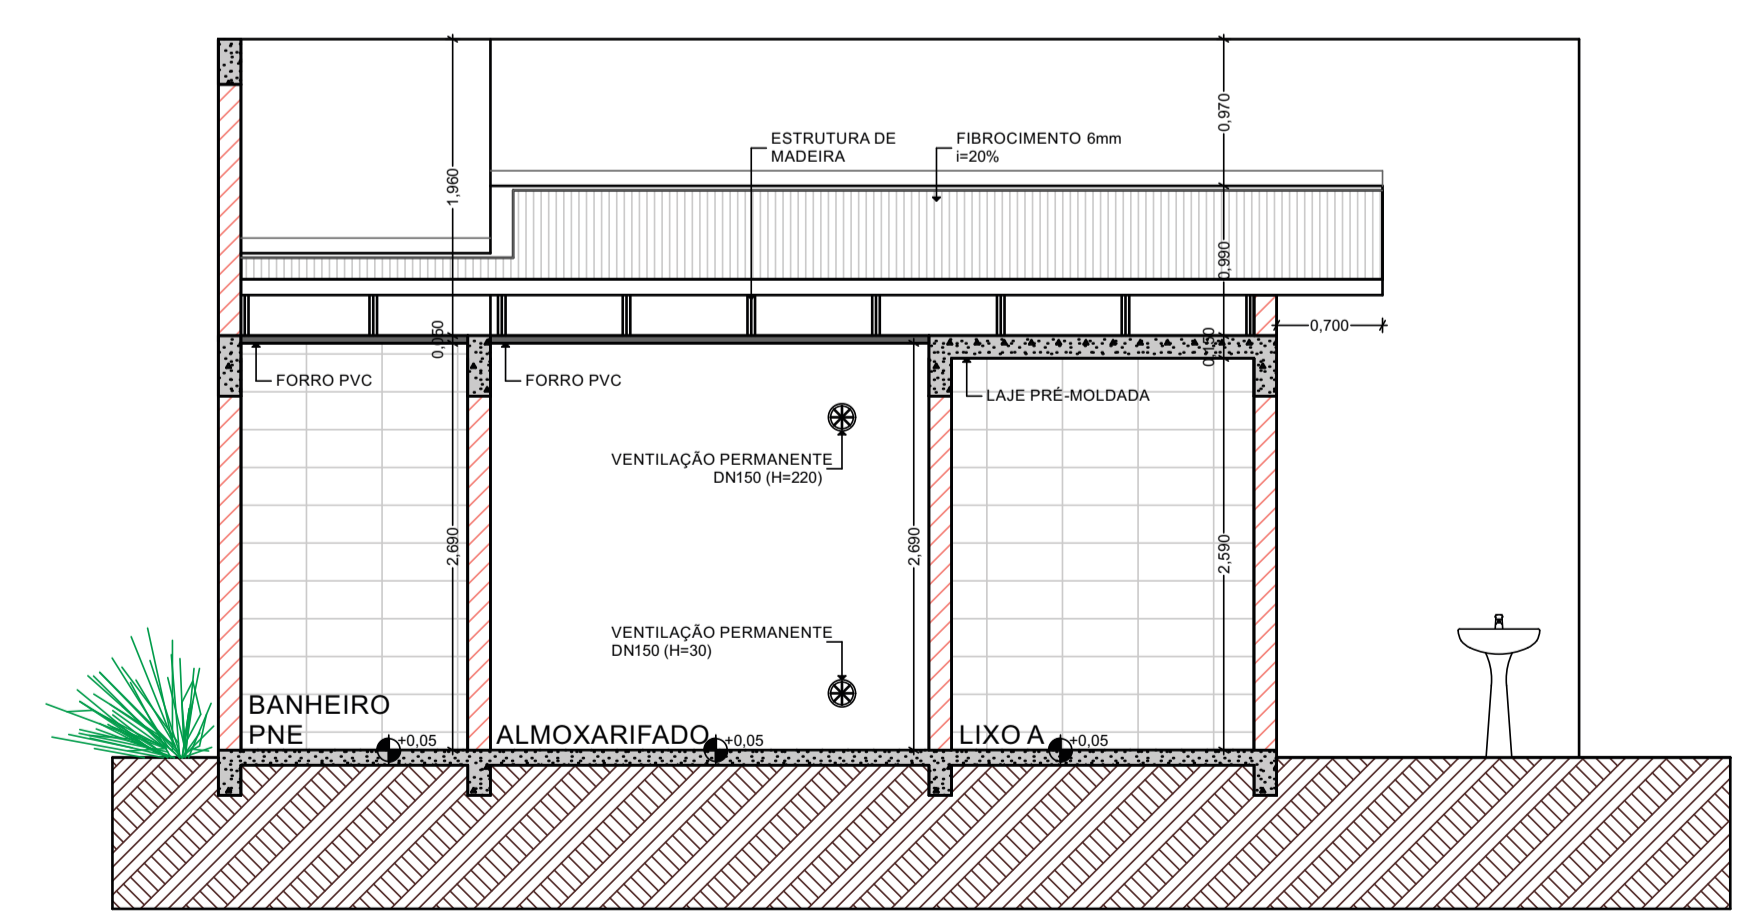 ESTRUTURA DE
MADEIRA
FIBROCIMENTO 6mm
i=20%
0,970
1,960
0,990
0,050
0,150
0,700
FORRO PVC
FORRO PVC
LAJE PRÉ-MOLDADA
VENTILAÇÃO PERMANENTE
DN150 (H=220)
2,690
2,690
2,590
VENTILAÇÃO PERMANENTE
DN150 (H=30)
BANHEIRO
PNE
+0,05
ALMOXARIFADO
+0,05
LIXO A
+0,05